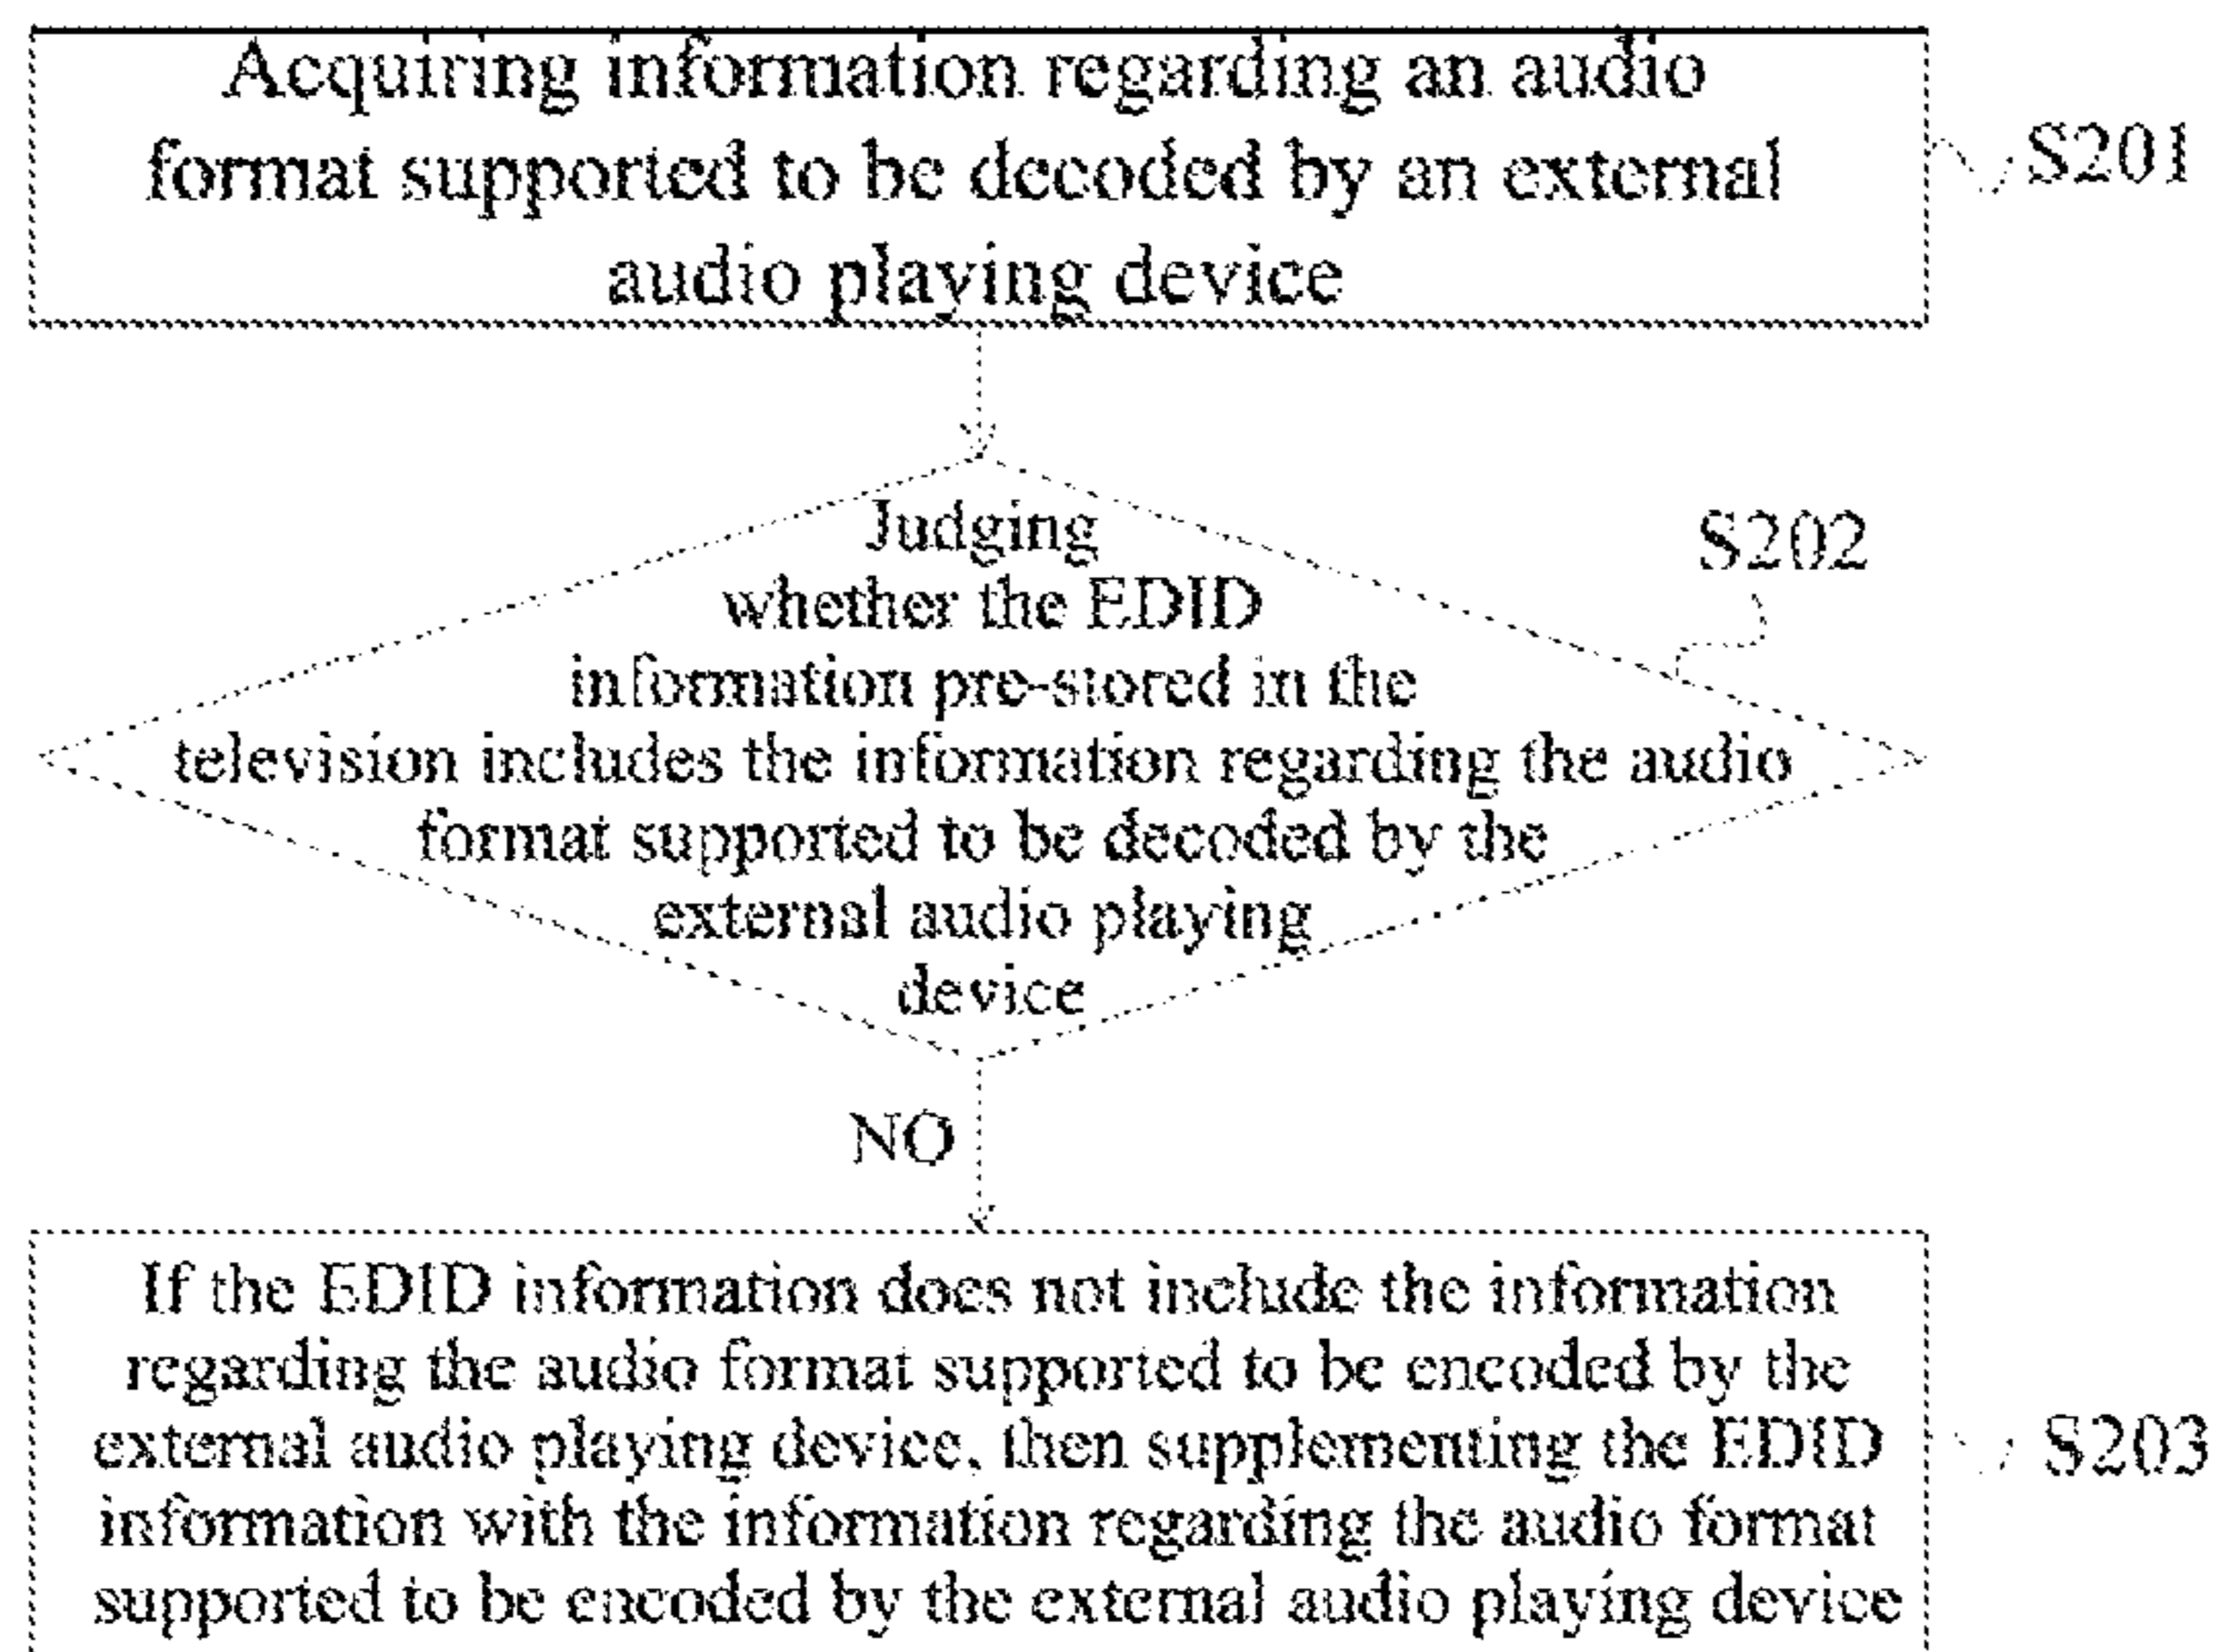 Acquiring information regarding an audio
format supported to be decoded by an external
audio playing device
S201
Judging
whether the EDID
information pre-stored in the
television includes the information regarding the audio
format supported to be decoded by the
external audio playing
device
S202
NO
If the EDID information does not include the information
regarding the audio format supported to be encoded by the
external audio playing device, then supplementing the EDID
information with the information regarding the audio format
supported to be encoded by the external audio playing device
S203